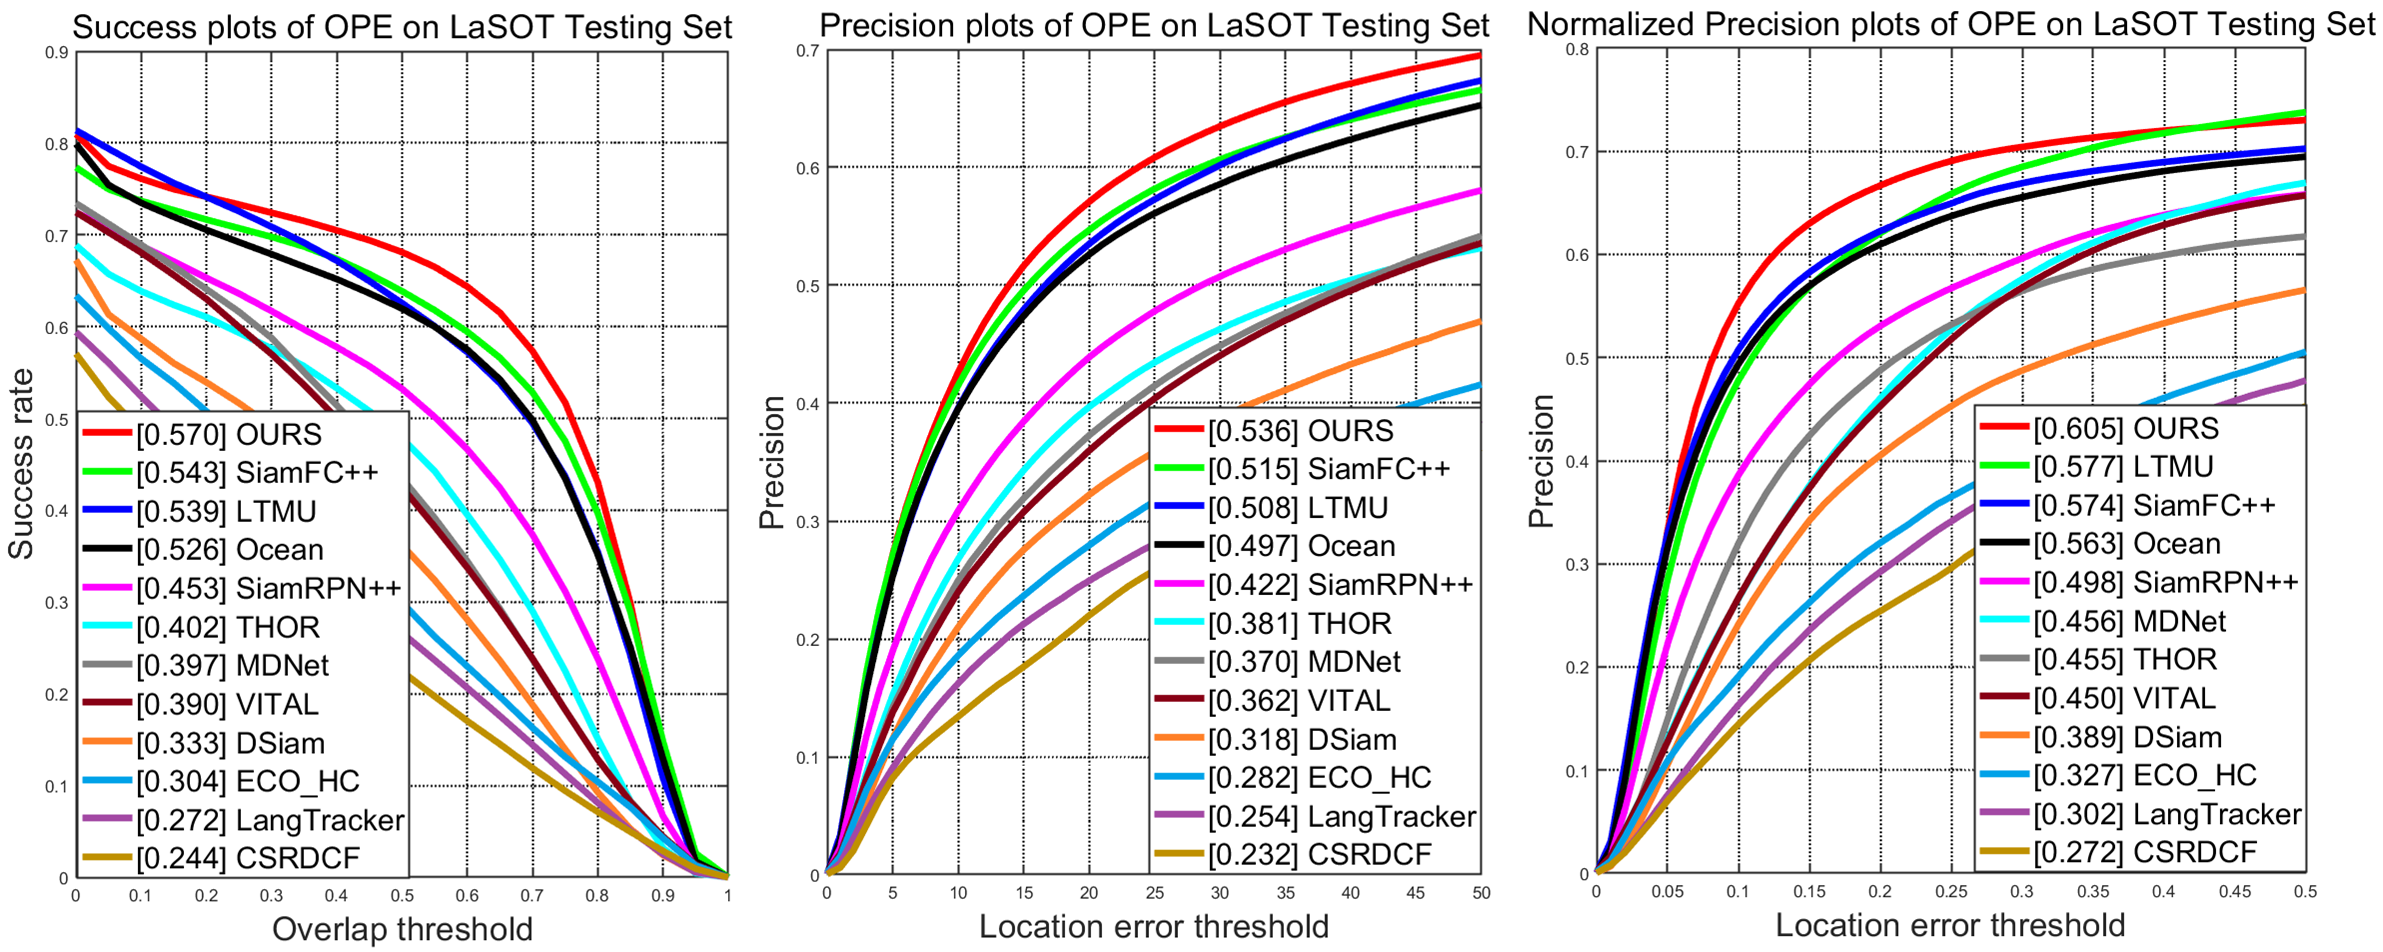 Success plots of OPE on LaSOT Testing Set
0.9
0.8
0.7
0.6
0.5
0.4
0.3
0.2
0.1
0
Success rate
[0.570] OURS
[0.543] SiamFC++
[0.539] LTMU
[0.526] Ocean
[0.453] SiamRPN++
[0.402] THOR
[0.397] MDNet
[0.390] VITAL
[0.333] DSiam
[0.304] ECO_HC
[0.272] LangTracker
[0.244] CSRDCF
0 0.1 0.2 0.3 0.4 0.5 0.6 0.7 0.8 0.9 1
Overlap threshold
Precision plots of OPE on LaSOT Testing Set
0.7
0.6
0.5
0.4
0.3
0.2
0.1
0
Precision
[0.536] OURS
[0.515] SiamFC++
[0.508] LTMU
[0.497] Ocean
[0.422] SiamRPN++
[0.381] THOR
[0.370] MDNet
[0.362] VITAL
[0.318] DSiam
[0.282] ECO_HC
[0.254] LangTracker
[0.232] CSRDCF
0 5 10 15 20 25 30 35 40 45 50
Location error threshold
Normalized Precision plots of OPE on LaSOT Testing Set
0.8
0.7
0.6
0.5
0.4
0.3
0.2
0.1
0
Precision
[0.605] OURS
[0.577] LTMU
[0.574] SiamFC++
[0.563] Ocean
[0.498] SiamRPN++
[0.456] MDNet
[0.455] THOR
[0.450] VITAL
[0.389] DSiam
[0.327] ECO_HC
[0.302] LangTracker
[0.272] CSRDCF
0 0.05 0.1 0.15 0.2 0.25 0.3 0.35 0.4 0.45 0.5
Location error threshold